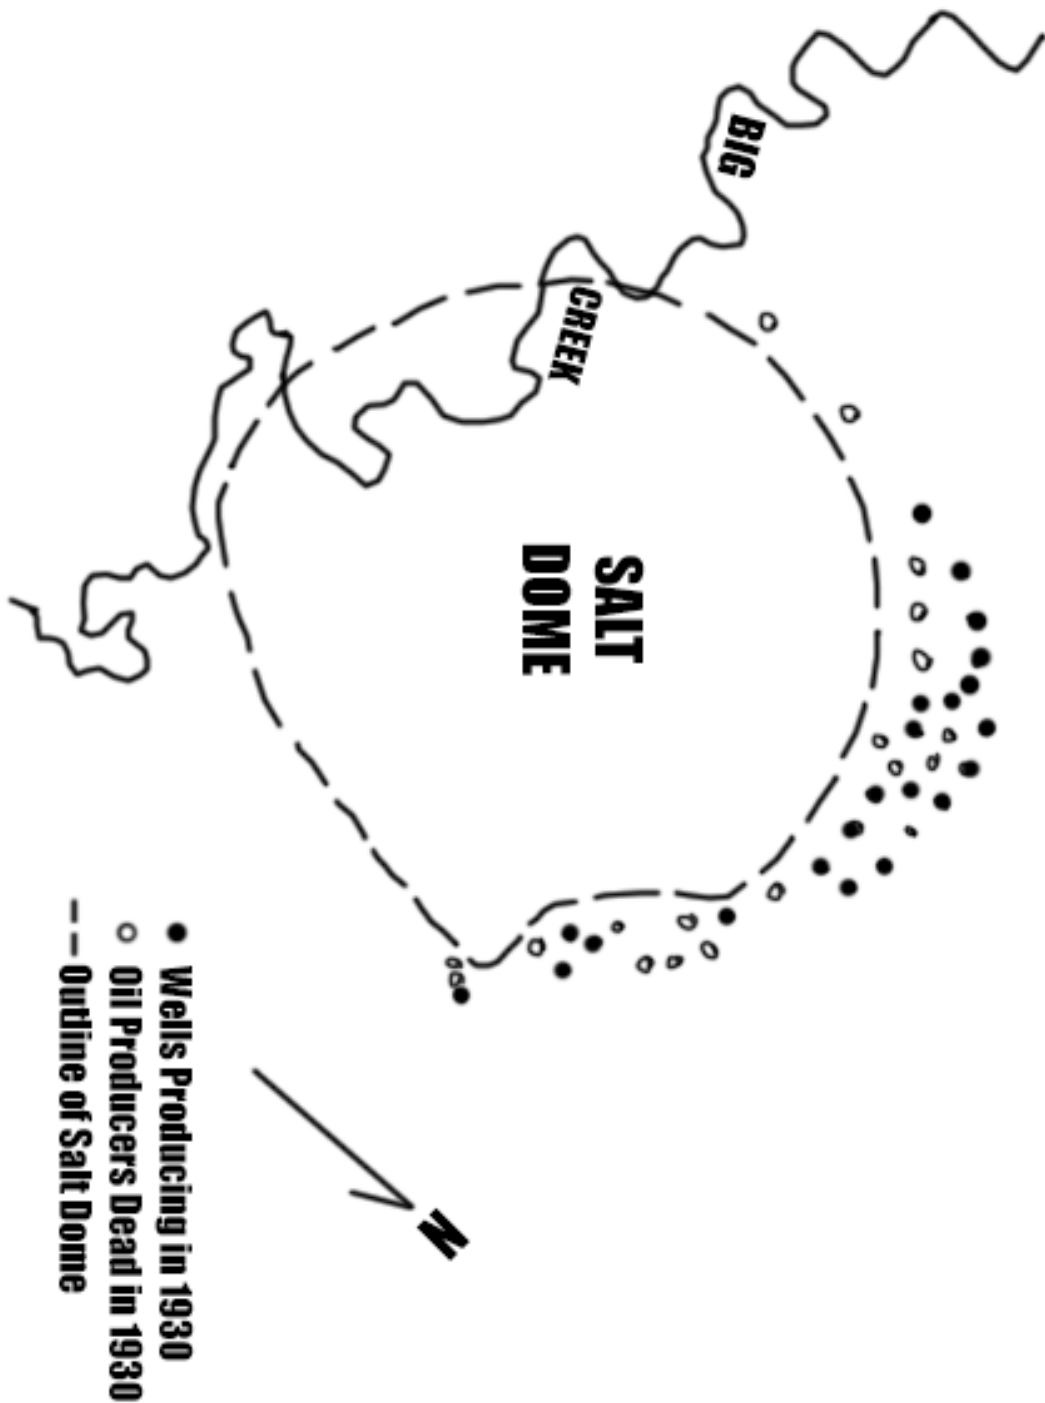 BIG
CREEK
SALT
DOME
Wells Producing in 1930
Oil Producers Dead in 1930
Outline of Salt Dome
N